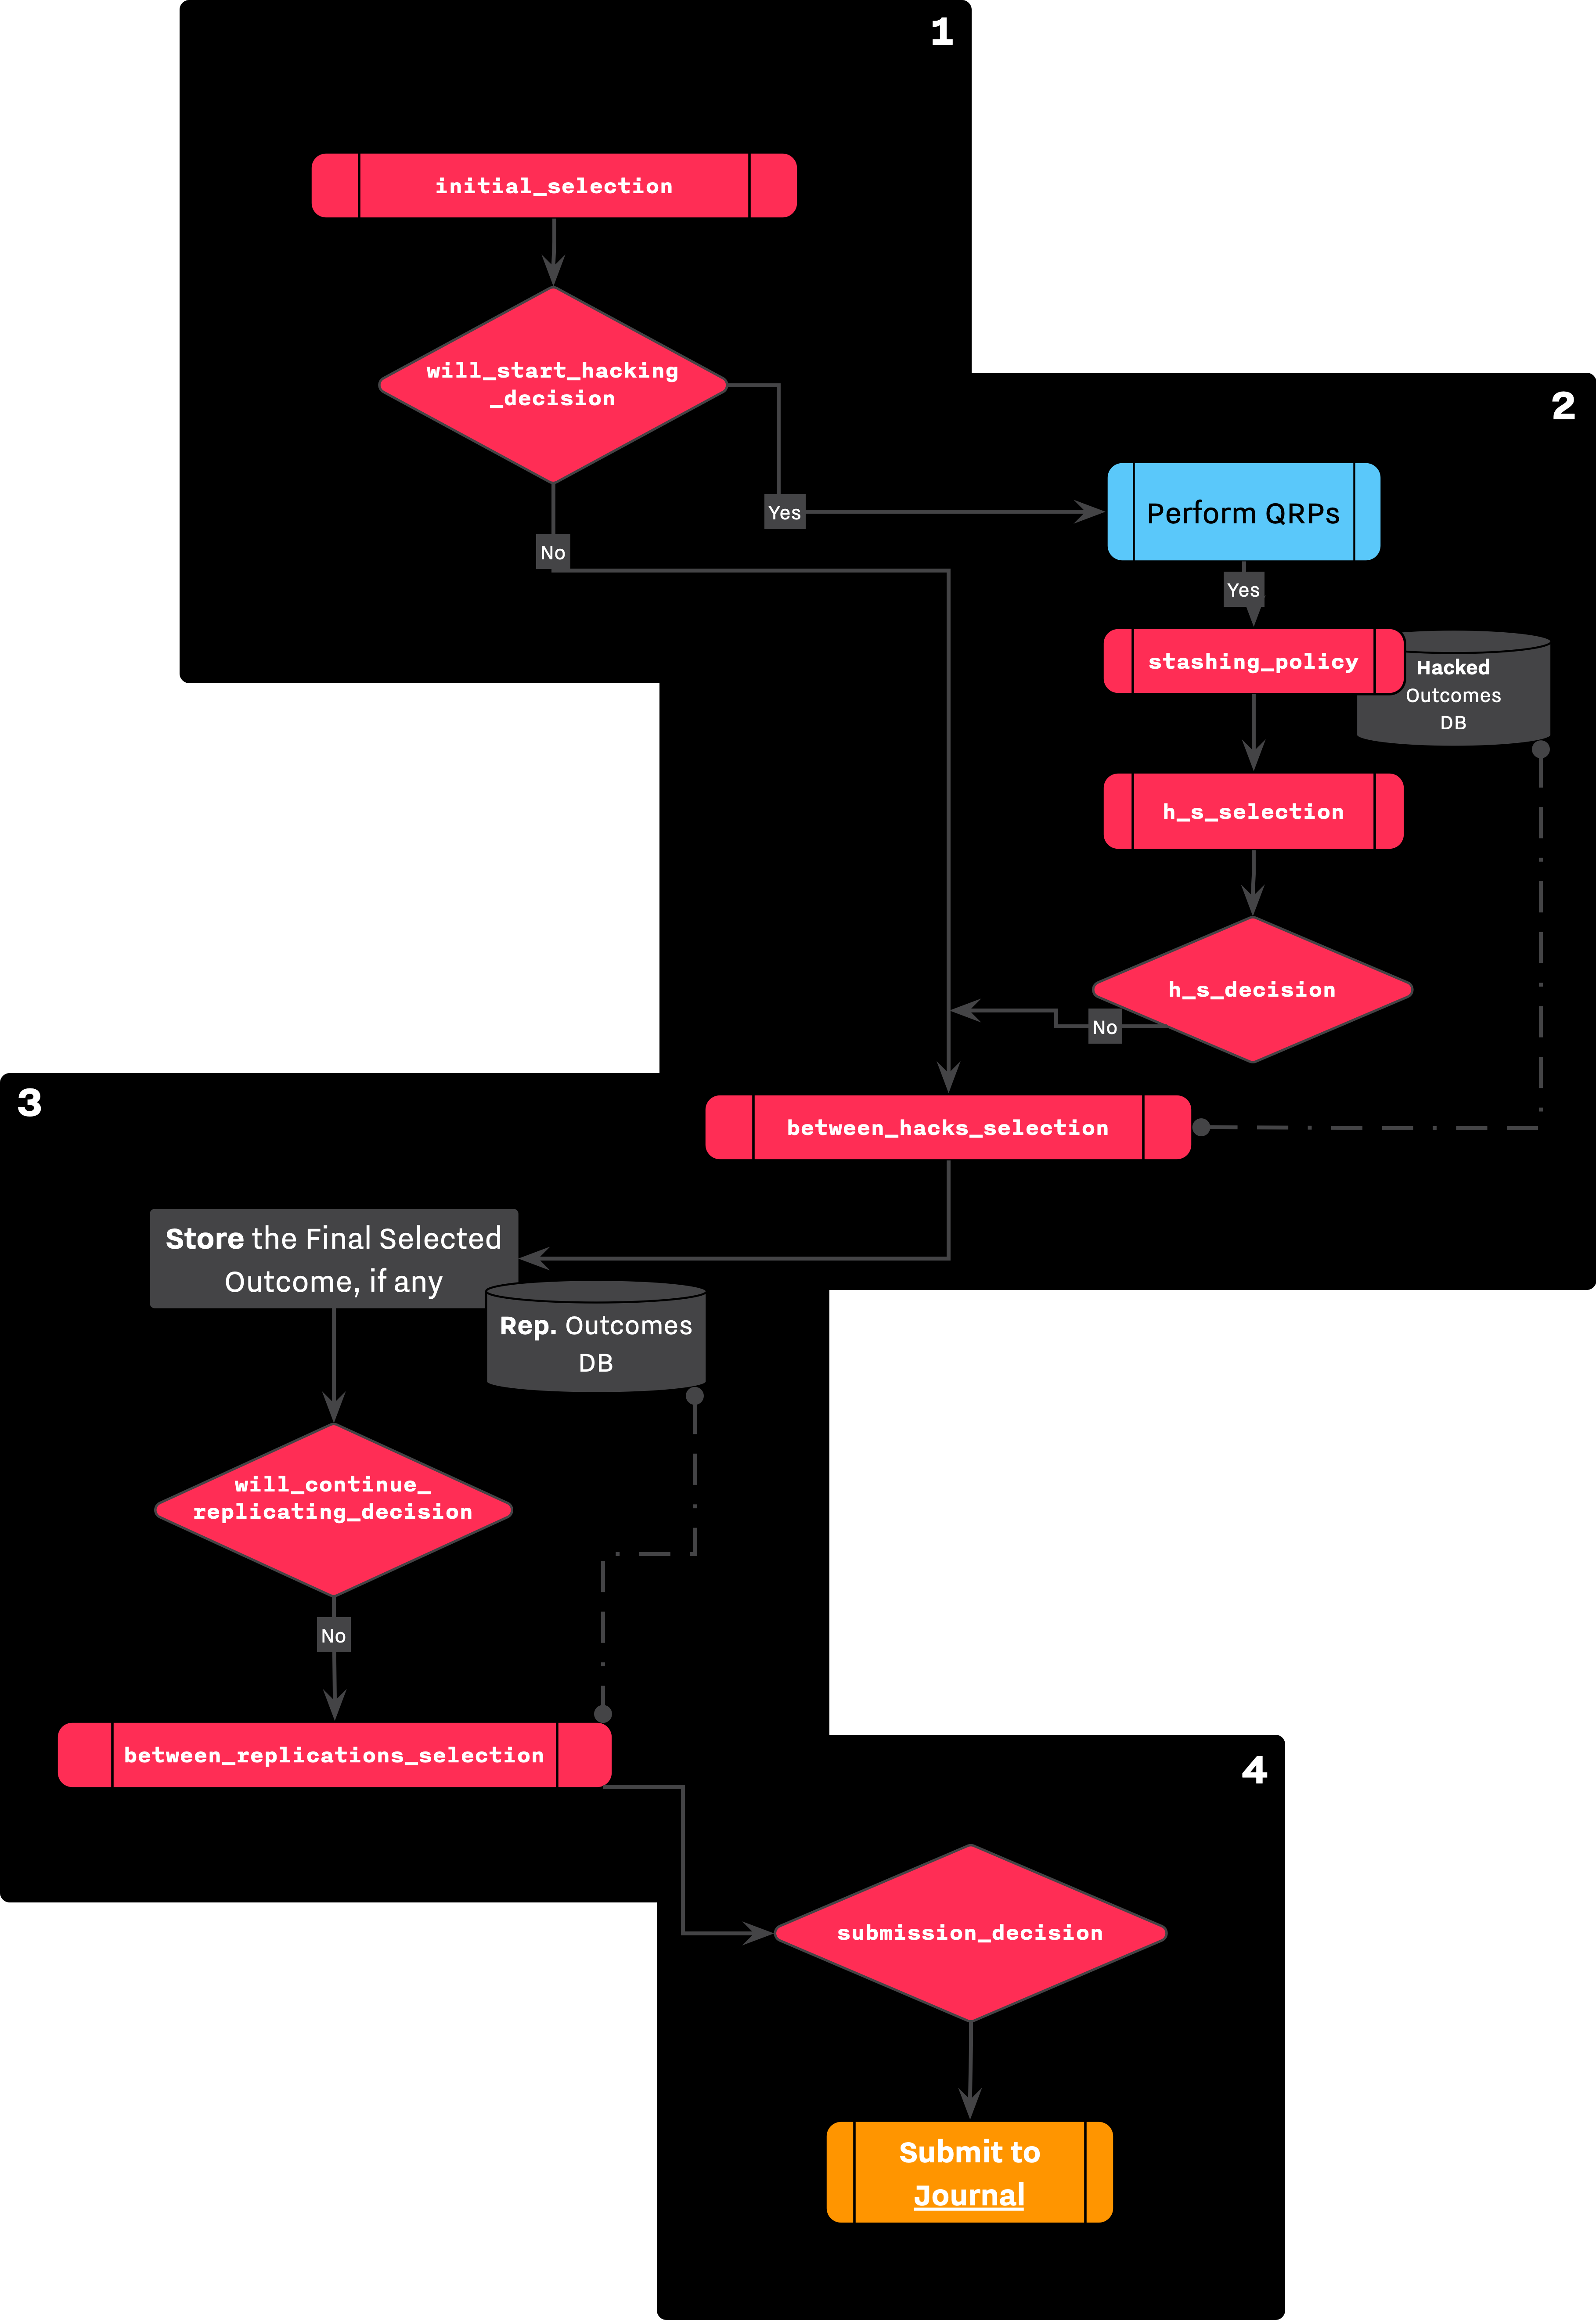 1
initial_selection
will_start_hacking
_decision
Yes
No
2
Perform QRPs
Yes
stashing_policy
Hacked
Outcomes
DB
h_s_selection
h_s_decision
No
between_hacks_selection
3
Store the Final Selected
Outcome, if any
Rep. Outcomes
DB
will_continue_
replicating_decision
No
between_replications_selection
4
submission_decision
Submit to
Journal